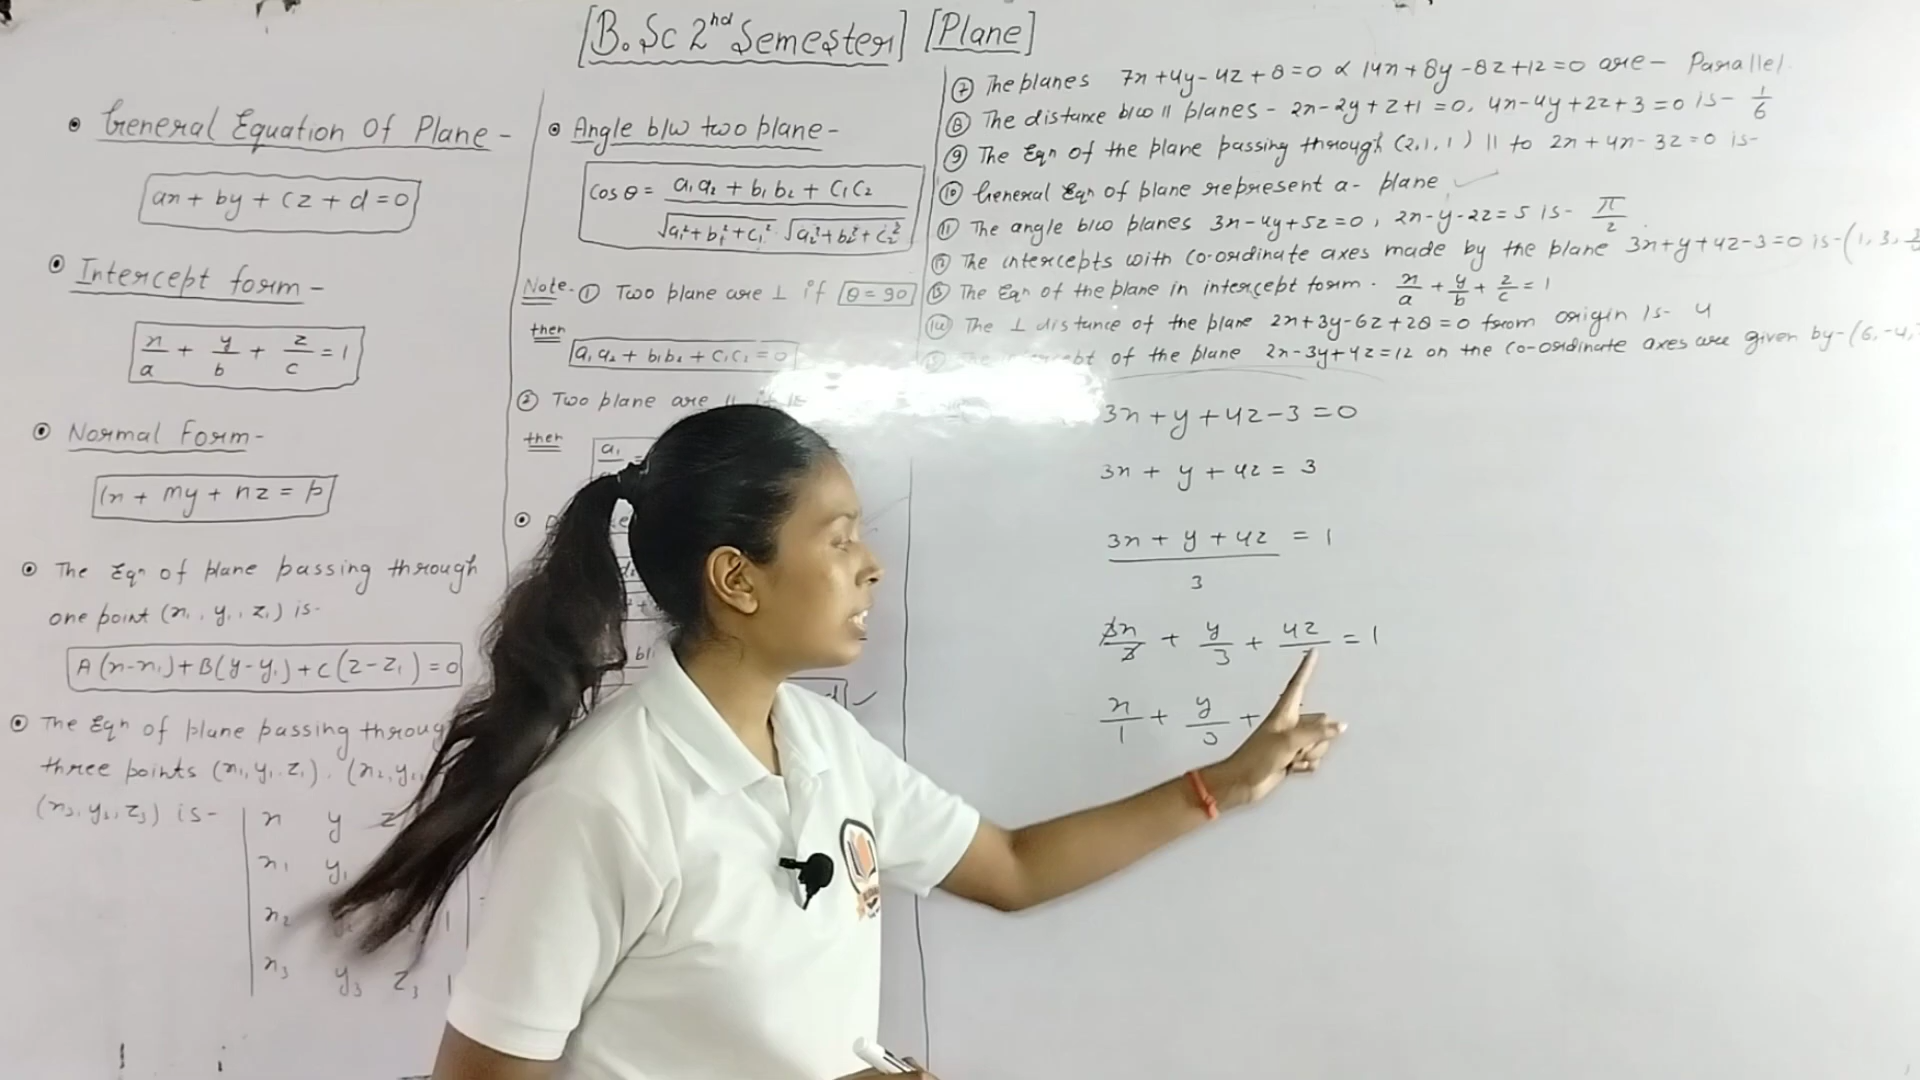 [B.Sc 2nd Semester] [Plane]
• General Equation Of Plane -
ax + by + cz + d = 0
• Intercept form -
x/a + y/b + z/c = 1
• Normal Form -
lx + my + nz = p
• The Eqn of plane passing through
one point (x1, y1, z1) is -
A(x-x1)+B(y-y1)+C(z-z1)=0
• The Eqn of plane passing throug
three points (x1, y1, z1), (x2, y2,
(x3, y3, z3) is -
x y z
x1 y1
x2 1
x3 y3 z3 1
• Angle b/w two plane -
cosθ = a1a2 + b1b2 + c1c2 / √a1²+b1²+c1² · √a2²+b2²+c2²
Note - ① Two plane are ⊥ if θ = 90
then
a1a2 + b1b2 + c1c2 = 0
② Two plane are || if
then
a1 =
⑦ The planes 7x+4y-4z+8=0 & 14x+8y-8z+12=0 are - Parallel.
⑧ The distance b/w || planes - 2x-2y+z+1=0, 4x-4y+2z+3=0 is - 1/6
⑨ The Eqn of the plane passing through (2,1,1) || to 2x+4x-3z=0 is -
⑩ General Eqn of plane represent a - plane
⑪ The angle b/w planes 3x-4y+5z=0, 2x-y-2z=5 is - π/2
The intercepts with co-ordinate axes made by the plane 3x+y+4z-3=0 is - (1, 3, 3/
⑬ The Eqn of the plane in intercept form. x/a + y/b + z/c = 1
⑭ The ⊥ distance of the plane 2x+3y-6z+28=0 from origin is - 4
of the plane 2x-3y+4z=12 on the co-ordinate axes are given by - (6, -4,
3x + y + 4z - 3 = 0
3x + y + 4z = 3
3x + y + 4z / 3 = 1
3x/3 + y/3 + 4z/ = 1
x/1 + y/3 +